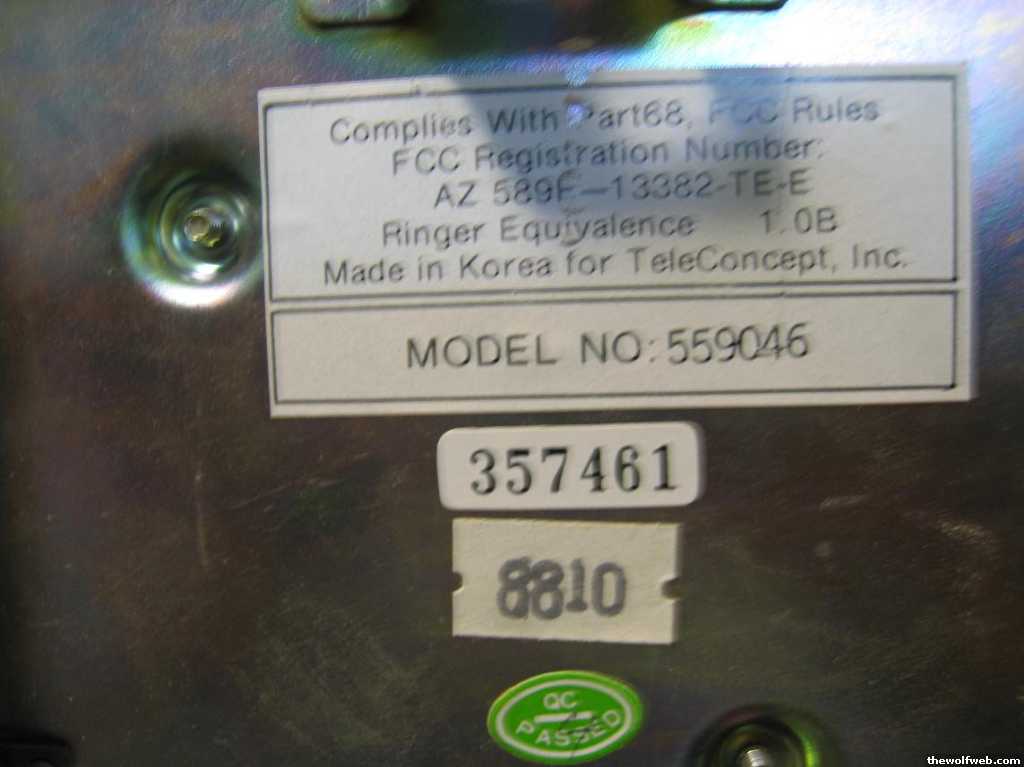 Complies With Part68, FCC Rules
FCC Registration Number:
AZ 589F-13382-TE-E
Ringer Equivalence 1.0B
Made in Korea for TeleConcept, Inc.
MODEL NO: 559046
357461
8810
QC
PASSED
thewolfweb.com